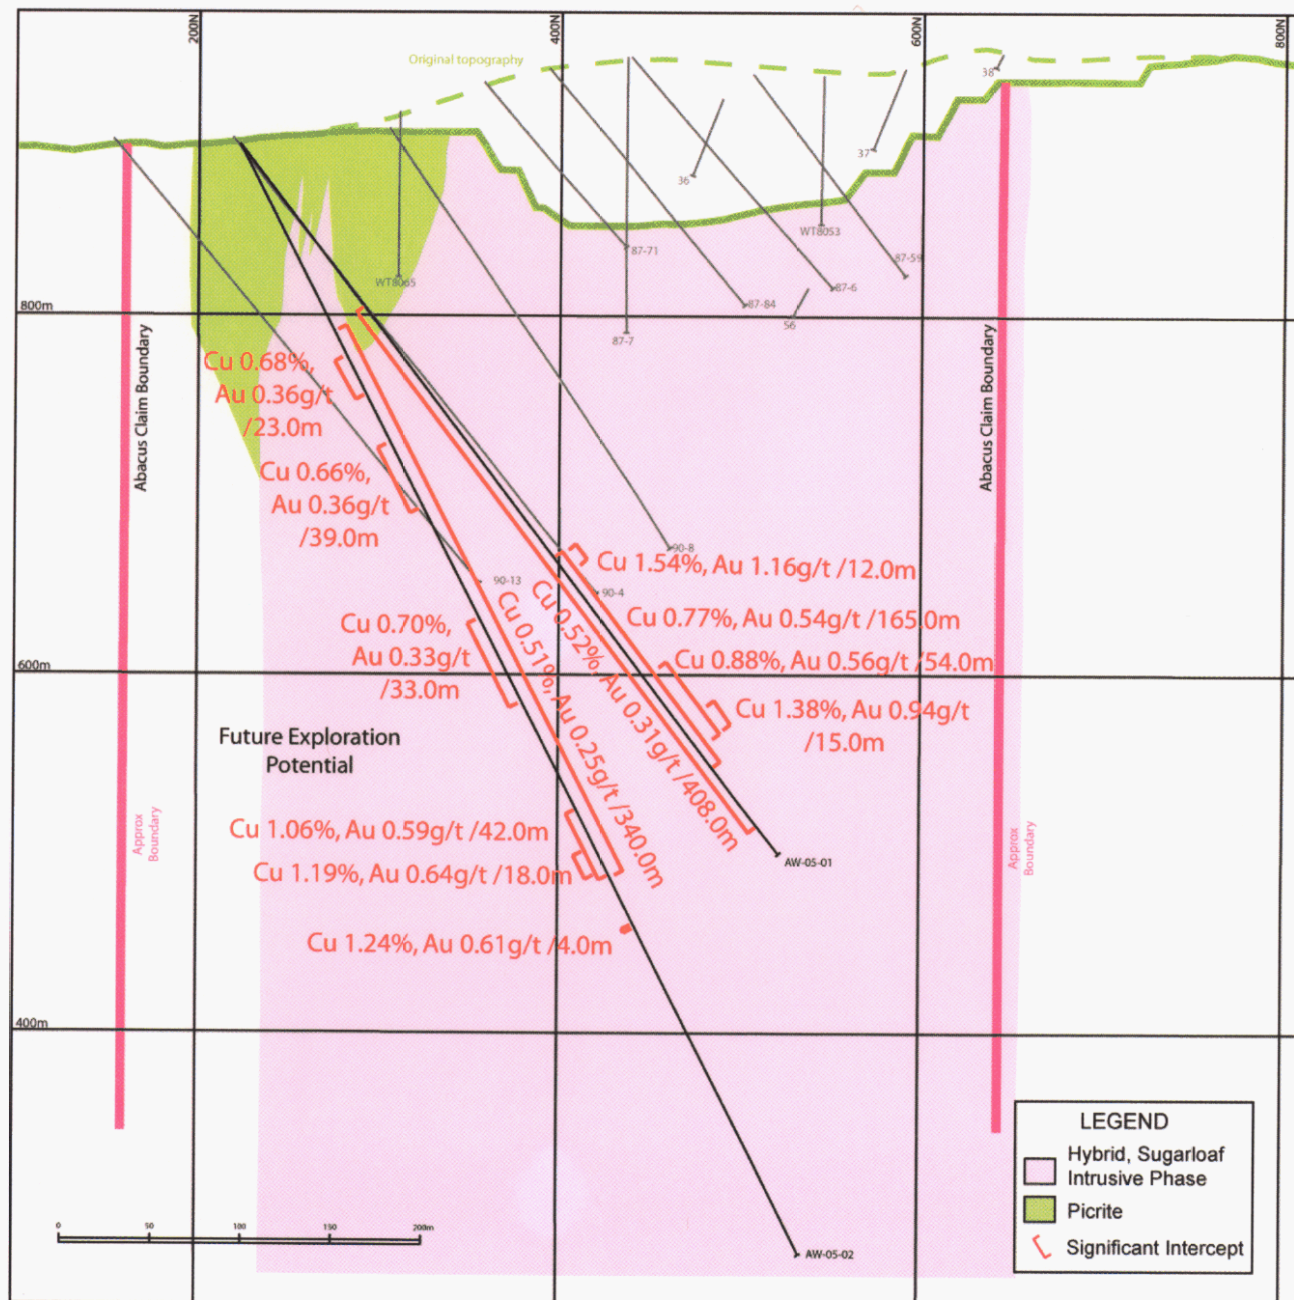 200N
400N
600N
800N
Original topography
38
37
36
WT8053
87-71
87-59
WT8065
87-84
87-6
56
87-7
800m
Abacus Claim Boundary
Abacus Claim Boundary
Cu 0.68%,
Au 0.36g/t
/23.0m
Cu 0.66%,
Au 0.36g/t
/39.0m
90-8
90-13
90-4
Cu 1.54%, Au 1.16g/t /12.0m
Cu 0.77%, Au 0.54g/t /165.0m
Cu 0.88%, Au 0.56g/t /54.0m
Cu 1.38%, Au 0.94g/t
/15.0m
Cu 0.52%, Au 0.31g/t /408.0m
Cu 0.51%, Au 0.25g/t /340.0m
Cu 0.70%,
Au 0.33g/t
/33.0m
600m
Future Exploration
Potential
Approx
Boundary
Approx
Boundary
Cu 1.06%, Au 0.59g/t /42.0m
Cu 1.19%, Au 0.64g/t /18.0m
AW-05-01
Cu 1.24%, Au 0.61g/t /4.0m
400m
LEGEND
Hybrid, Sugarloaf
Intrusive Phase
Picrite
Significant Intercept
0 50 100 150 200m
AW-05-02